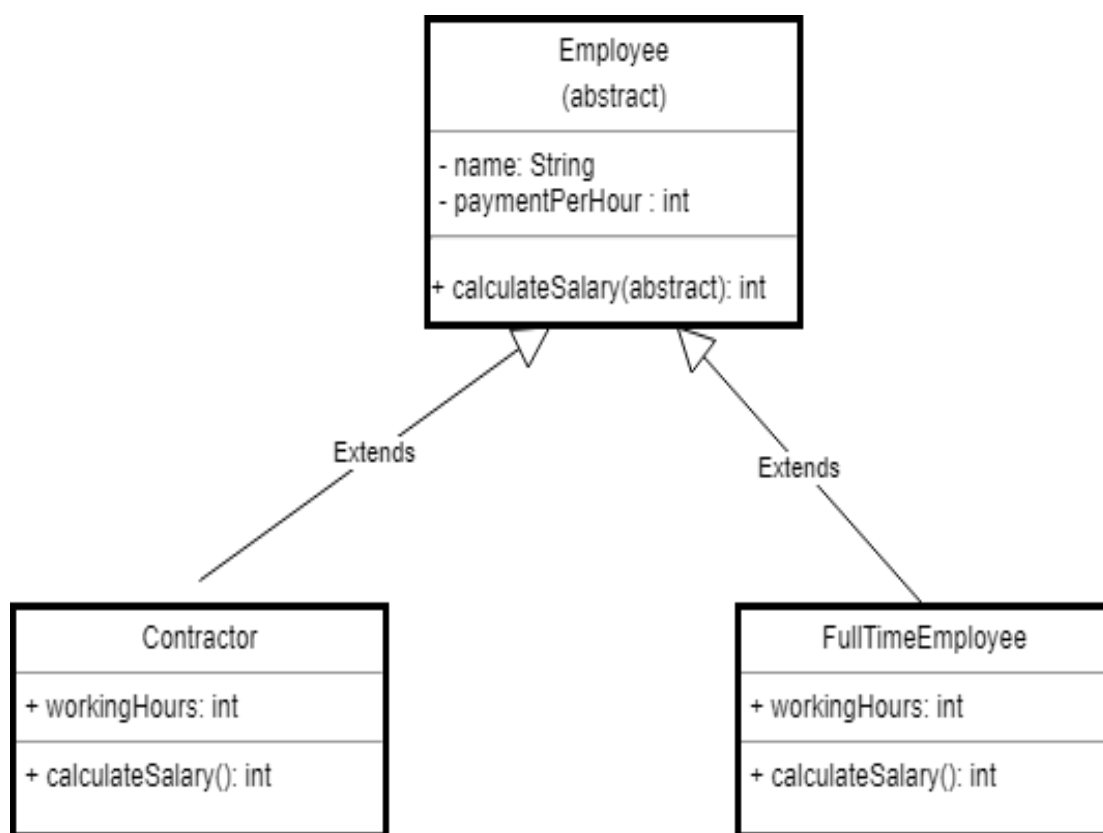 Employee
(abstract)
- name: String
- paymentPerHour : int
+ calculateSalary(abstract): int
Extends
Extends
Contractor
+ workingHours: int
+ calculateSalary(): int
FullTimeEmployee
+ workingHours: int
+ calculateSalary(): int